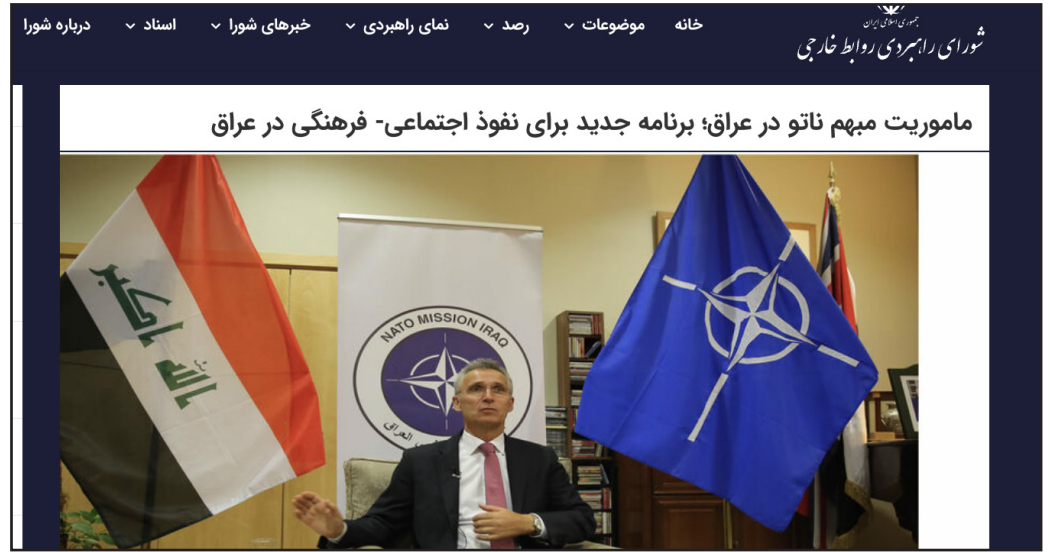 جمهوری اسلامی ایران
شورای راهبردی روابط خارجی
خانه موضوعات رصد نمای راهبردی خبرهای شورا اسناد درباره شورا
ماموریت مبهم ناتو در عراق؛ برنامه جدید برای نفوذ اجتماعی- فرهنگی در عراق
الله اكبر
NATO MISSION IRAQ
العراق